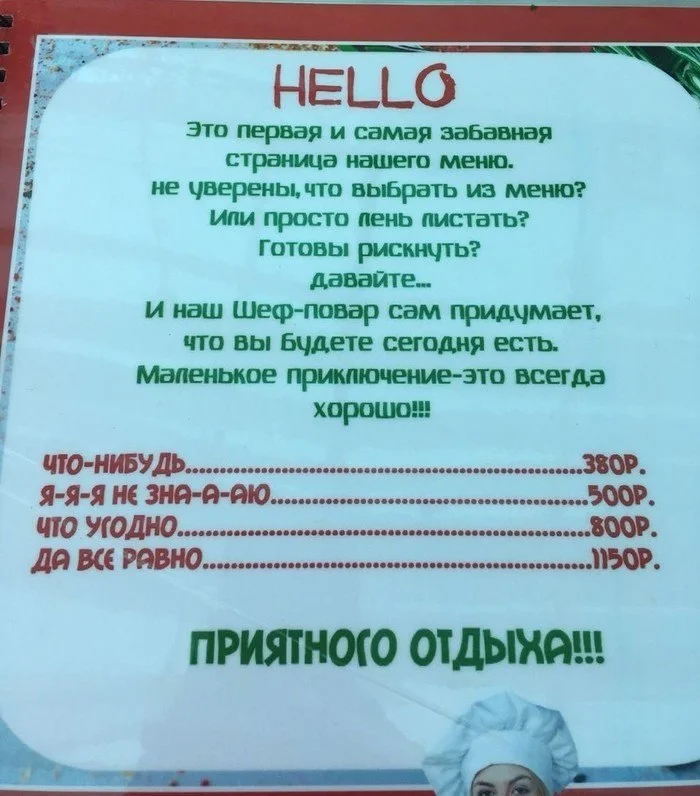 HELLO
Это первая и самая забавная
страница нашего меню.
не уверены, что выбрать из меню?
Или просто лень листать?
Готовы рискнуть?
давайте...
И наш Шеф-повар сам придумает,
что вы будете сегодня есть.
Маленькое приключение-это всегда
хорошо!!!
ЧТО-НИБУДЬ..................................................380Р.
Я-Я-Я НЕ ЗНА-А-АЮ........................................500Р.
ЧТО УГОДНО....................................................800Р.
ДА ВСЕ РАВНО.................................................1150Р.
ПРИЯТНОГО ОТДЫХА!!!